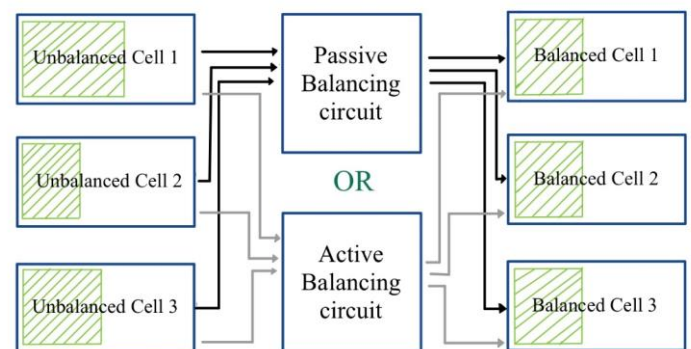 Unbalanced Cell 1
Passive
Balancing
circuit
Balanced Cell 1
Unbalanced Cell 2
OR
Balanced Cell 2
Unbalanced Cell 3
Active
Balancing
circuit
Balanced Cell 3